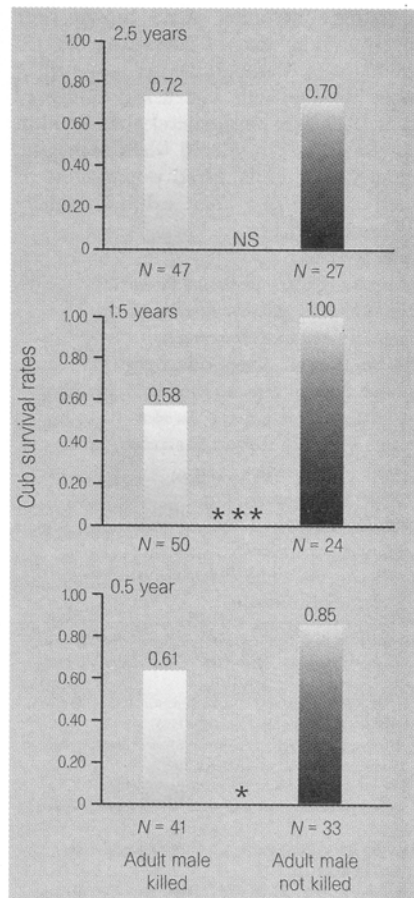 2.5 years
1.00
0.80
0.60
0.40
0.20
0
0.72
0.70
NS
N = 47
N = 27
1.5 years
1.00
0.80
0.60
0.40
0.20
0
0.58
1.00
***
N = 50
N = 24
Cub survival rates
0.5 year
1.00
0.80
0.60
0.40
0.20
0
0.61
0.85
*
N = 41
N = 33
Adult male
killed
Adult male
not killed